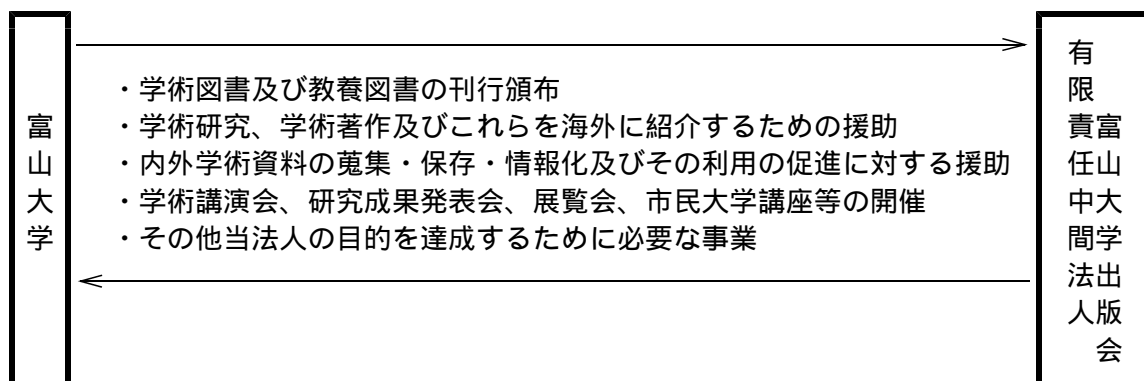 富山大学
・学術図書及び教養図書の刊行頒布
・学術研究、学術著作及びこれらを海外に紹介するための援助
・内外学術資料の蒐集・保存・情報化及びその利用の促進に対する援助
・学術講演会、研究成果発表会、展覧会、市民大学講座等の開催
・その他当法人の目的を達成するために必要な事業
有限責任中間法人
富山大学出版会